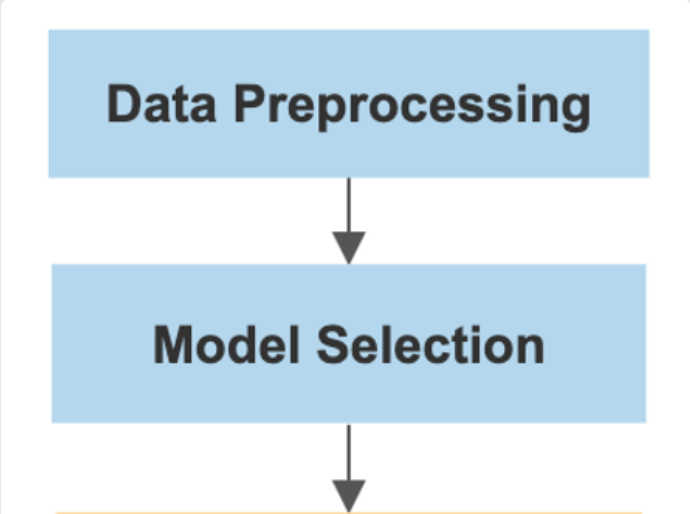 Data Preprocessing
Model Selection